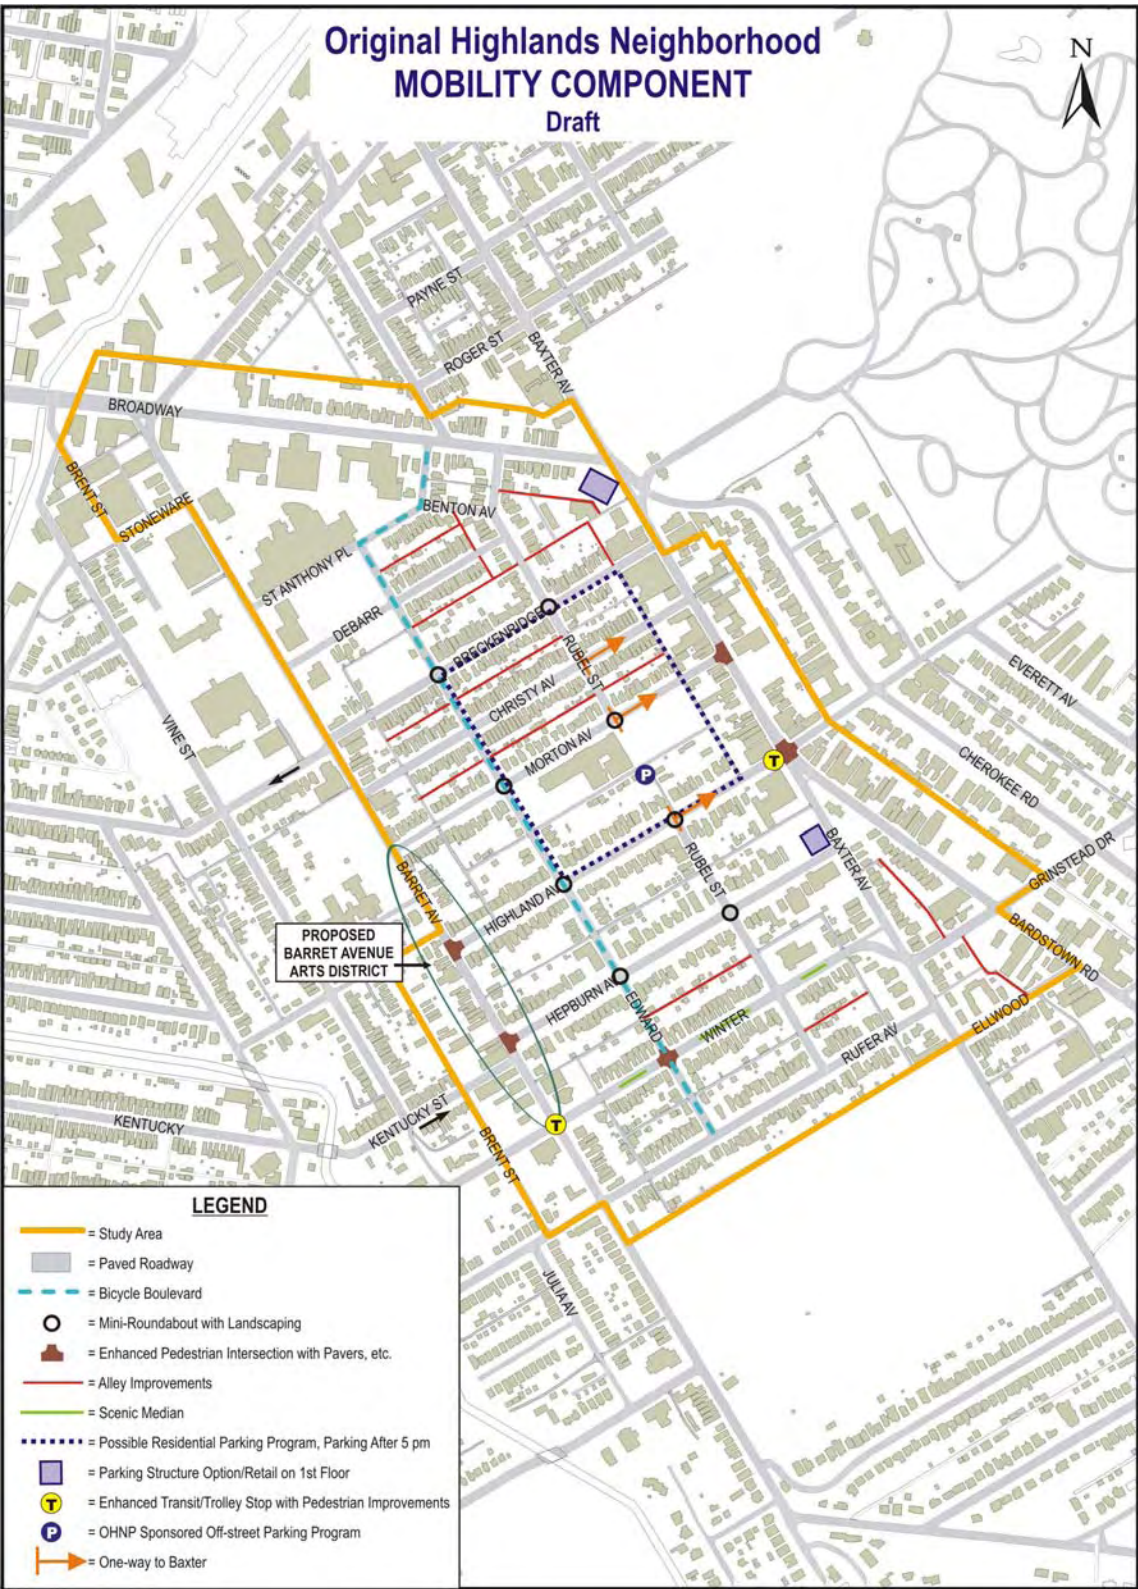 Original Highlands Neighborhood
MOBILITY COMPONENT
Draft
N
PAYNE ST
ROGER ST
BAXTER AV
BROADWAY
BRENT ST
STONEWARE
BENTON AV
ST ANTHONY PL
DEBARR
BRECKENRIDGE
RUBEL ST
CHRISTY AV
MORTON AV
EVERETT AV
VINE ST
CHEROKEE RD
P
T
BAXTER AV
GRINSTEAD DR
BARRET AV
RUBEL ST
HIGHLAND AV
BARDSTOWN RD
PROPOSED
BARRET AVENUE
ARTS DISTRICT
HEPBURN AV
EDWARD
WINTER
ELLWOOD
RUFER AV
KENTUCKY
KENTUCKY ST
T
BRENT ST
JULIA AV
LEGEND
= Study Area
= Paved Roadway
= Bicycle Boulevard
= Mini-Roundabout with Landscaping
= Enhanced Pedestrian Intersection with Pavers, etc.
= Alley Improvements
= Scenic Median
= Possible Residential Parking Program, Parking After 5 pm
= Parking Structure Option/Retail on 1st Floor
T = Enhanced Transit/Trolley Stop with Pedestrian Improvements
P = OHNP Sponsored Off-street Parking Program
= One-way to Baxter